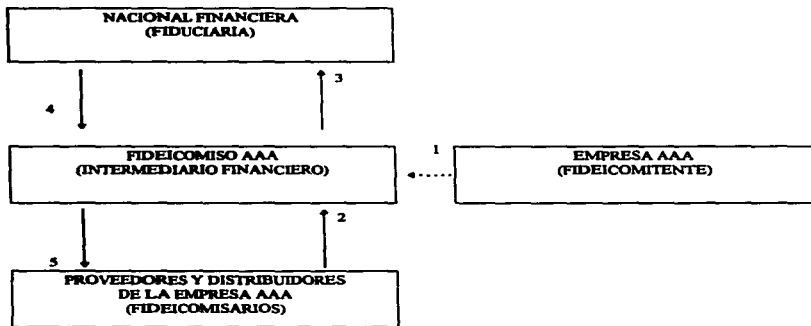 NACIONAL FINANCIERA
(FIDUCIARIA)
4
3
FIDEICOMISO AAA
(INTERMEDIARIO FINANCIERO)
1
EMPRESA AAA
(FIDEICOMITENTE)
5
2
PROVEEDORES Y DISTRIBUIDORES
DE LA EMPRESA AAA
(FIDEICOMISARIOS)